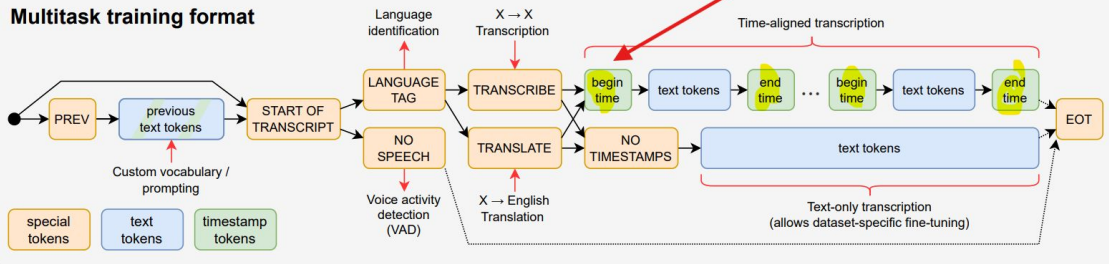 Multitask training format
Language
identification
X → X
Transcription
Time-aligned transcription
PREV
previous
text tokens
START OF
TRANSCRIPT
LANGUAGE
TAG
TRANSCRIBE
begin
time
text tokens
end
time
...
begin
time
text tokens
end
time
EOT
NO
SPEECH
TRANSLATE
NO
TIMESTAMPS
text tokens
Custom vocabulary /
prompting
Voice activity
detection
(VAD)
X → English
Translation
Text-only transcription
(allows dataset-specific fine-tuning)
special
tokens
text
tokens
timestamp
tokens